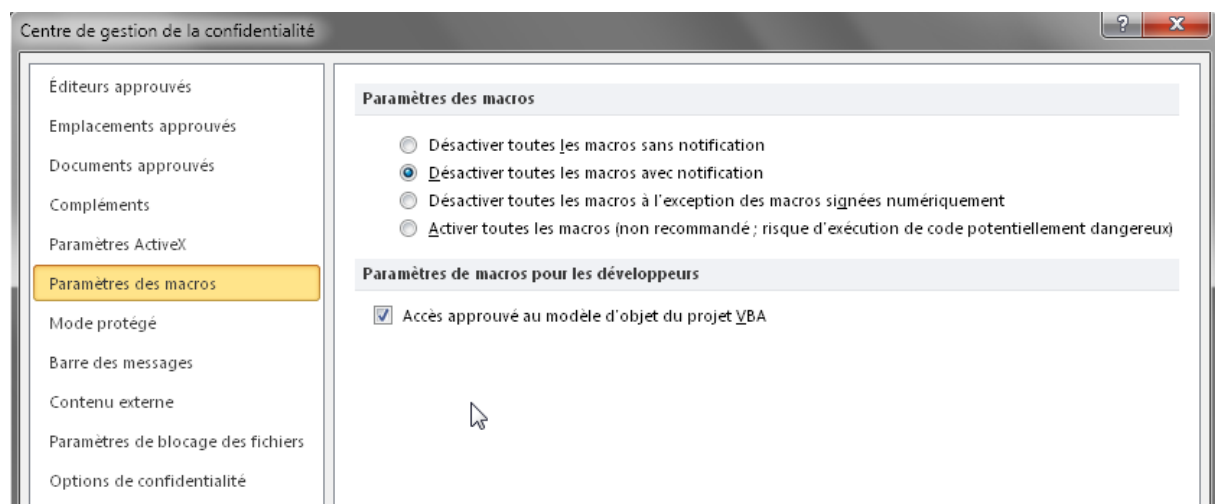 Centre de gestion de la confidentialité
Éditeurs approuvés
Emplacements approuvés
Documents approuvés
Compléments
Paramètres ActiveX
Paramètres des macros
Mode protégé
Barre des messages
Contenu externe
Paramètres de blocage des fichiers
Options de confidentialité
Paramètres des macros
Désactiver toutes les macros sans notification
Désactiver toutes les macros avec notification
Désactiver toutes les macros à l'exception des macros signées numériquement
Activer toutes les macros (non recommandé ; risque d'exécution de code potentiellement dangereux)
Paramètres de macros pour les développeurs
Accès approuvé au modèle d'objet du projet VBA